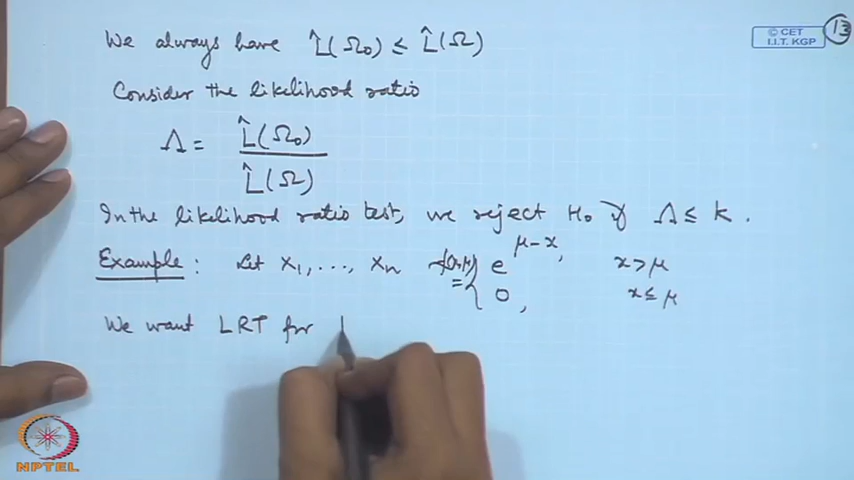 We always have L̂(Ω₀) ≤ L̂(Ω)
© CET
I.I.T. KGP
13
Consider the likelihood ratio
Λ = L̂(Ω₀) / L̂(Ω)
In the likelihood ratio test, we reject H₀ if Λ ≤ k.
Example : Let X₁, ..., Xₙ ~ f(x,μ) = { e^(μ-x), x > μ
0, x ≤ μ
We want LRT for
NPTEL